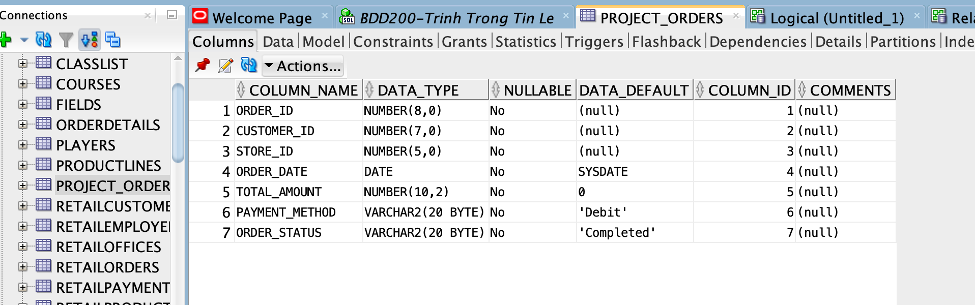 Connections
Welcome Page
BDD200-Trinh Trong Tin Le
PROJECT_ORDERS
Logical (Untitled_1)
Rela
Columns Data Model Constraints Grants Statistics Triggers Flashback Dependencies Details Partitions Inde
Actions...
CLASSLIST
COURSES
FIELDS
ORDERDETAILS
PLAYERS
PRODUCTLINES
PROJECT_ORDER
RETAILCUSTOME
RETAILEMPLOYE
RETAILOFFICES
RETAILORDERS
RETAILPAYMENT
RETAILPRODUCT
COLUMN_NAME DATA_TYPE NULLABLE DATA_DEFAULT COLUMN_ID COMMENTS
1 ORDER_ID NUMBER(8,0) No (null) 1 (null)
2 CUSTOMER_ID NUMBER(7,0) No (null) 2 (null)
3 STORE_ID NUMBER(5,0) No (null) 3 (null)
4 ORDER_DATE DATE No SYSDATE 4 (null)
5 TOTAL_AMOUNT NUMBER(10,2) No 0 5 (null)
6 PAYMENT_METHOD VARCHAR2(20 BYTE) No 'Debit' 6 (null)
7 ORDER_STATUS VARCHAR2(20 BYTE) No 'Completed' 7 (null)